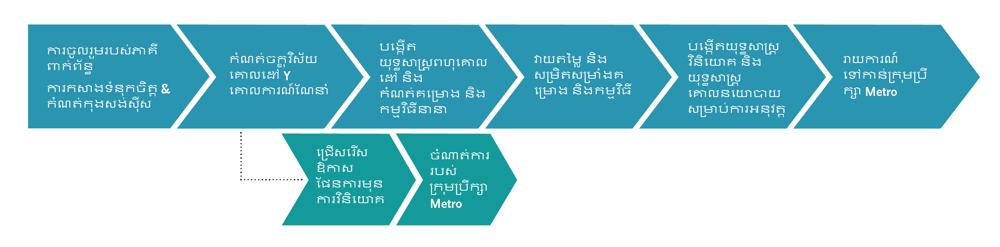 ការចូលរួមរបស់ភាគី
ពាក់ព័ន្ធ
ការកសាងទំនុកចិត្ត &
កំណត់កុងសង់ស៊ីស
កំណត់ចក្ខុវិស័យ
គោលដៅ Y
គោលការណ៍ណែនាំ
បង្កើត
យុទ្ធសាស្ត្រពហុគោល
ដៅ និង
កំណត់គម្រោង និង
កម្មវិធីនានា
វាយតម្លៃ និង
សម្រិតសម្រាំងគ
ម្រោង និងកម្មវិធី
បង្កើតយុទ្ធសាស្ត្រ
វិនិយោគ និង
យុទ្ធសាស្ត្រ
គោលនយោបាយ
សម្រាប់ការអនុវត្ត
រាយការណ៍
ទៅកាន់ក្រុមប្រឹ
ក្សា Metro
ជ្រើសរើស
ឱកាស
ផែនការមុន
ការវិនិយោគ
ចំណាត់ការ
របស់
ក្រុមប្រឹក្សា
Metro